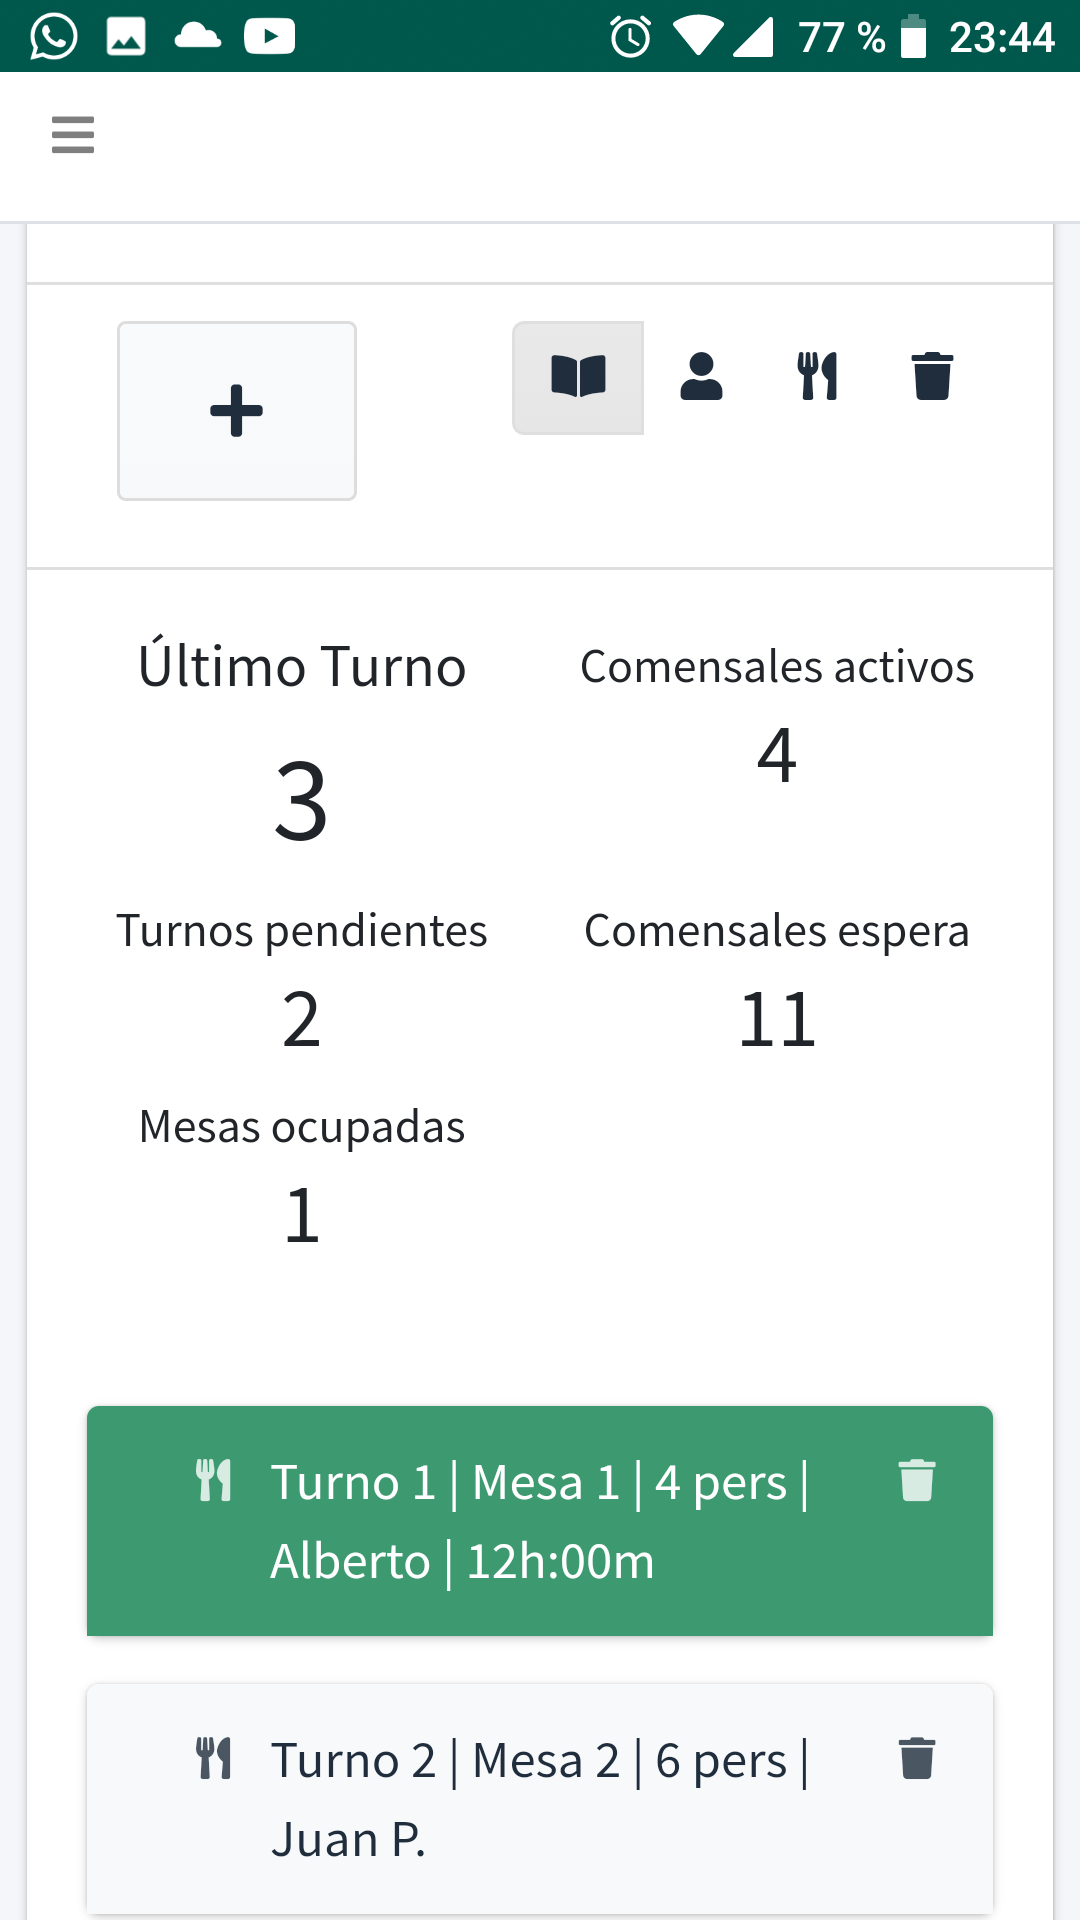 77 % 23:44
Último Turno
3
Comensales activos
4
Turnos pendientes
2
Comensales espera
11
Mesas ocupadas
1
Turno 1 | Mesa 1 | 4 pers |
Alberto | 12h:00m
Turno 2 | Mesa 2 | 6 pers |
Juan P.